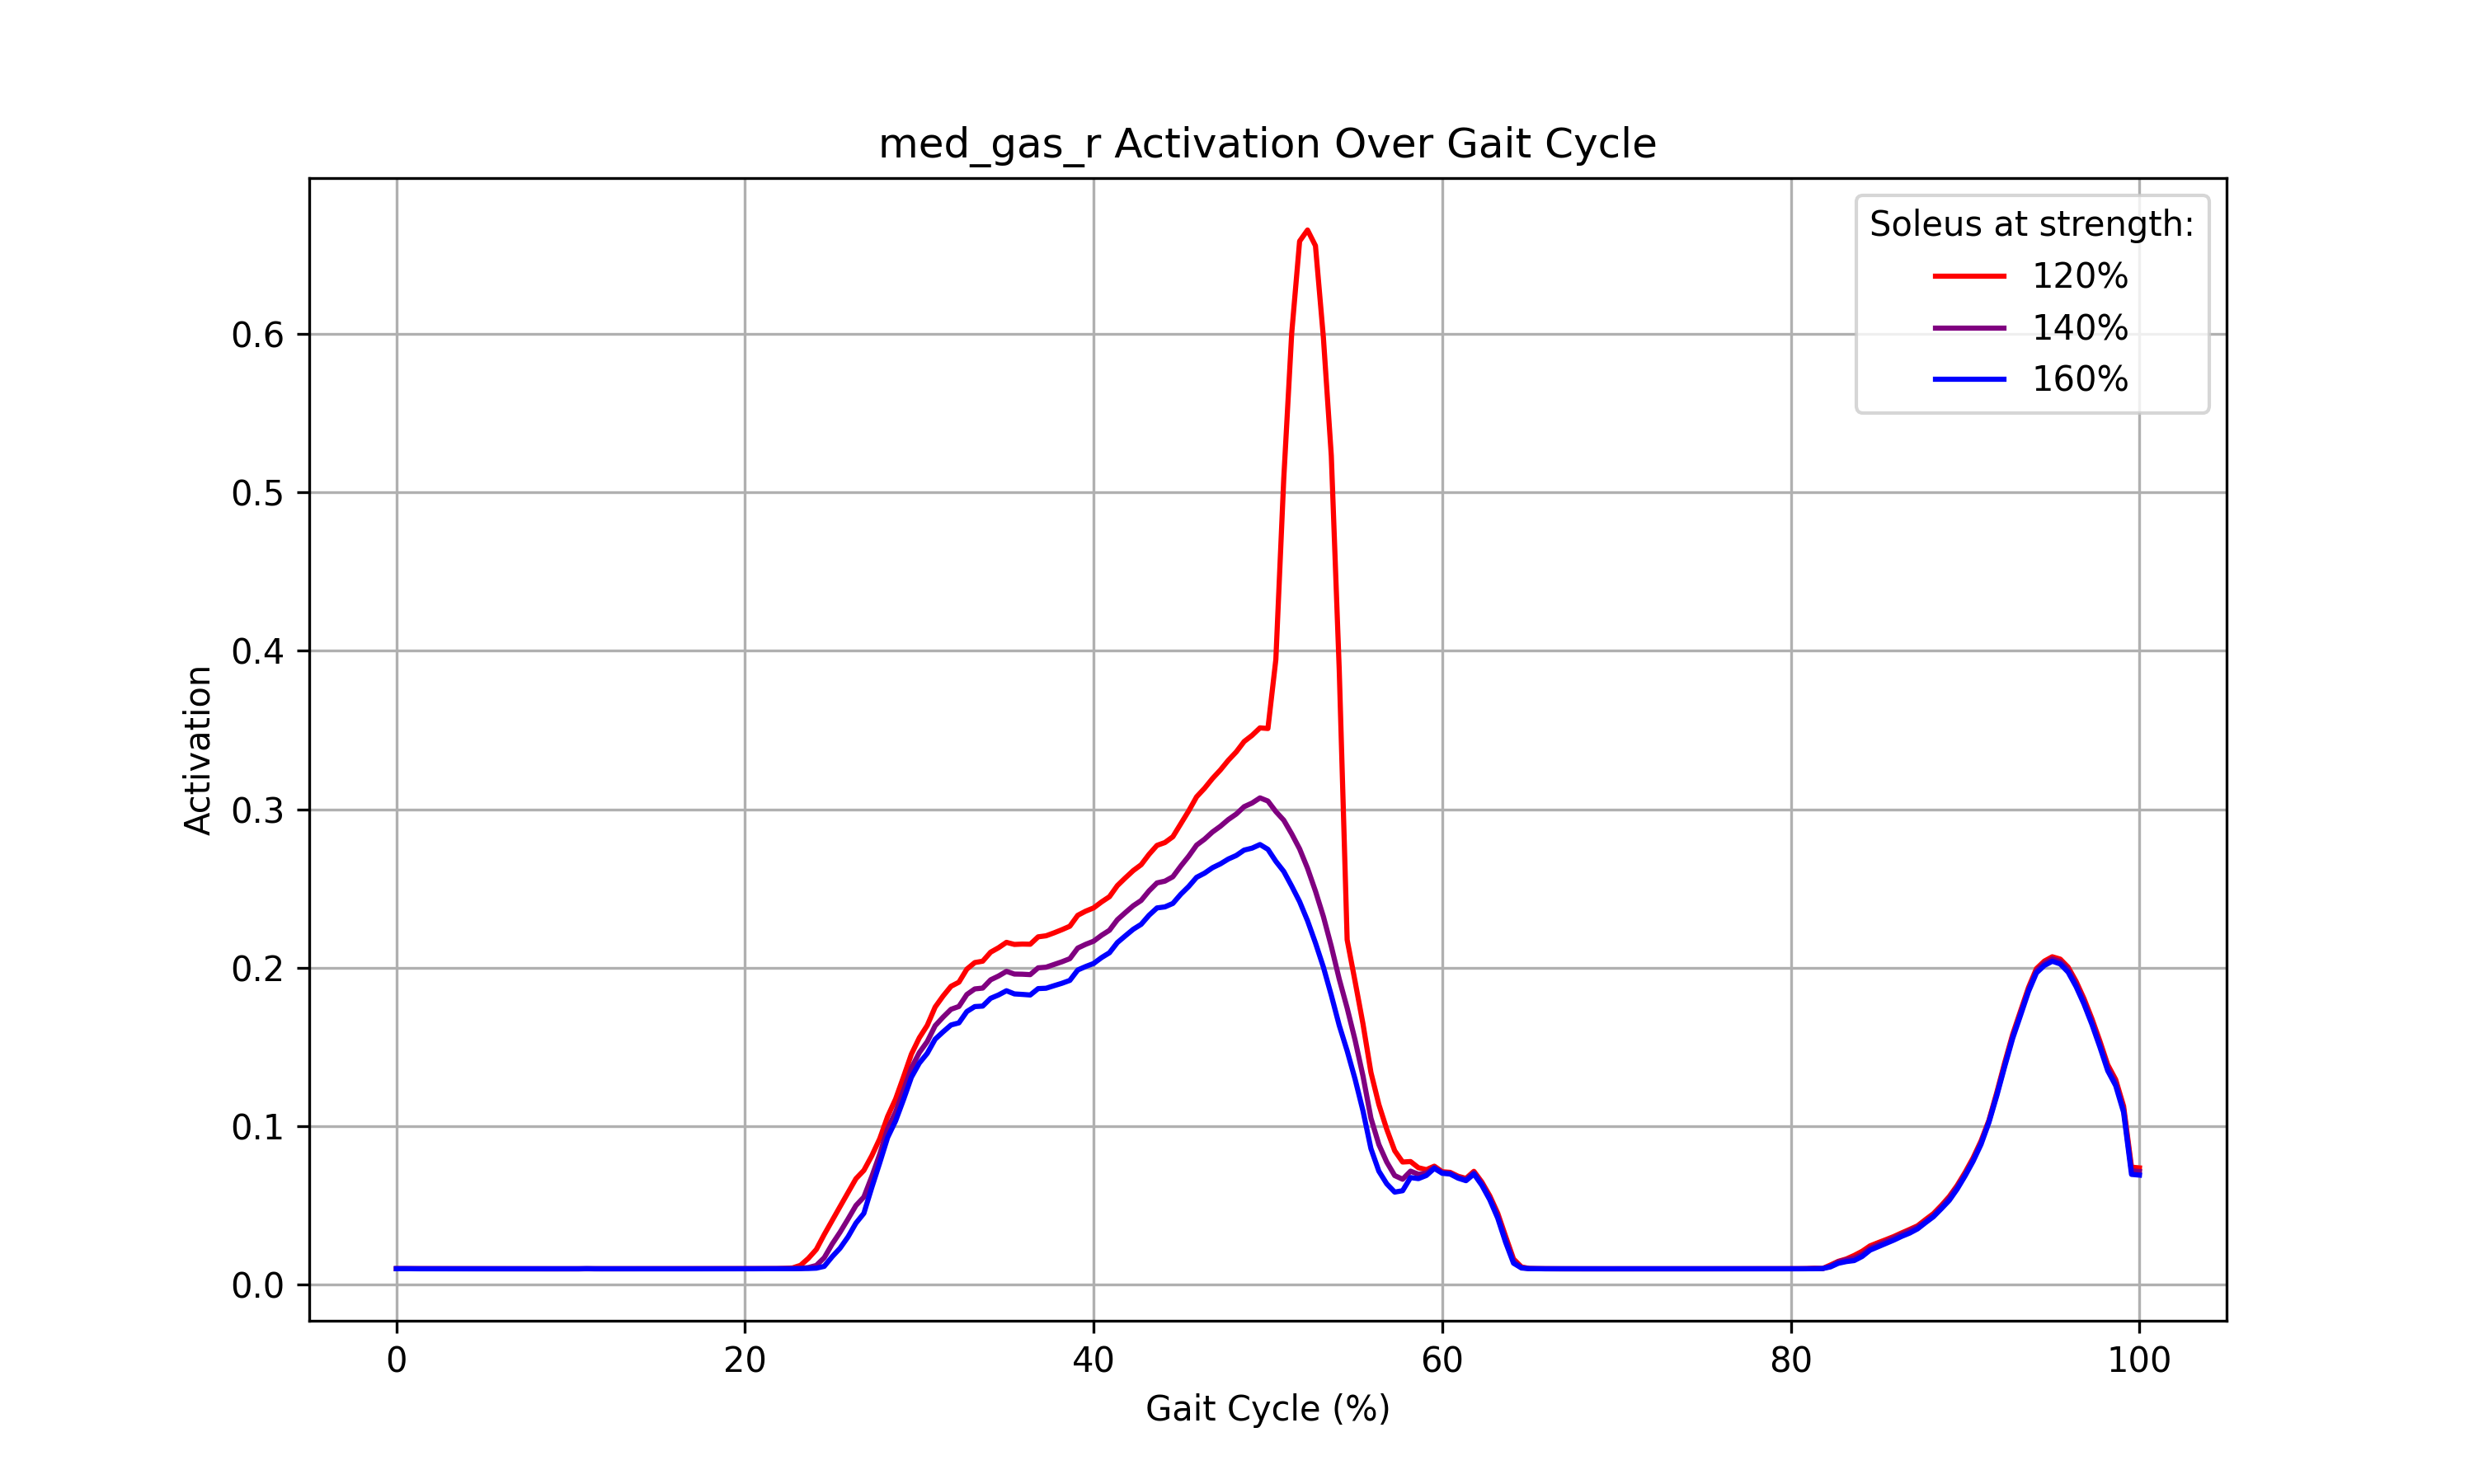 med_gas_r Activation Over Gait Cycle
Soleus at strength:
120%
140%
160%
Activation
0.6
0.5
0.4
0.3
0.2
0.1
0.0
0 20 40 60 80 100
Gait Cycle (%)